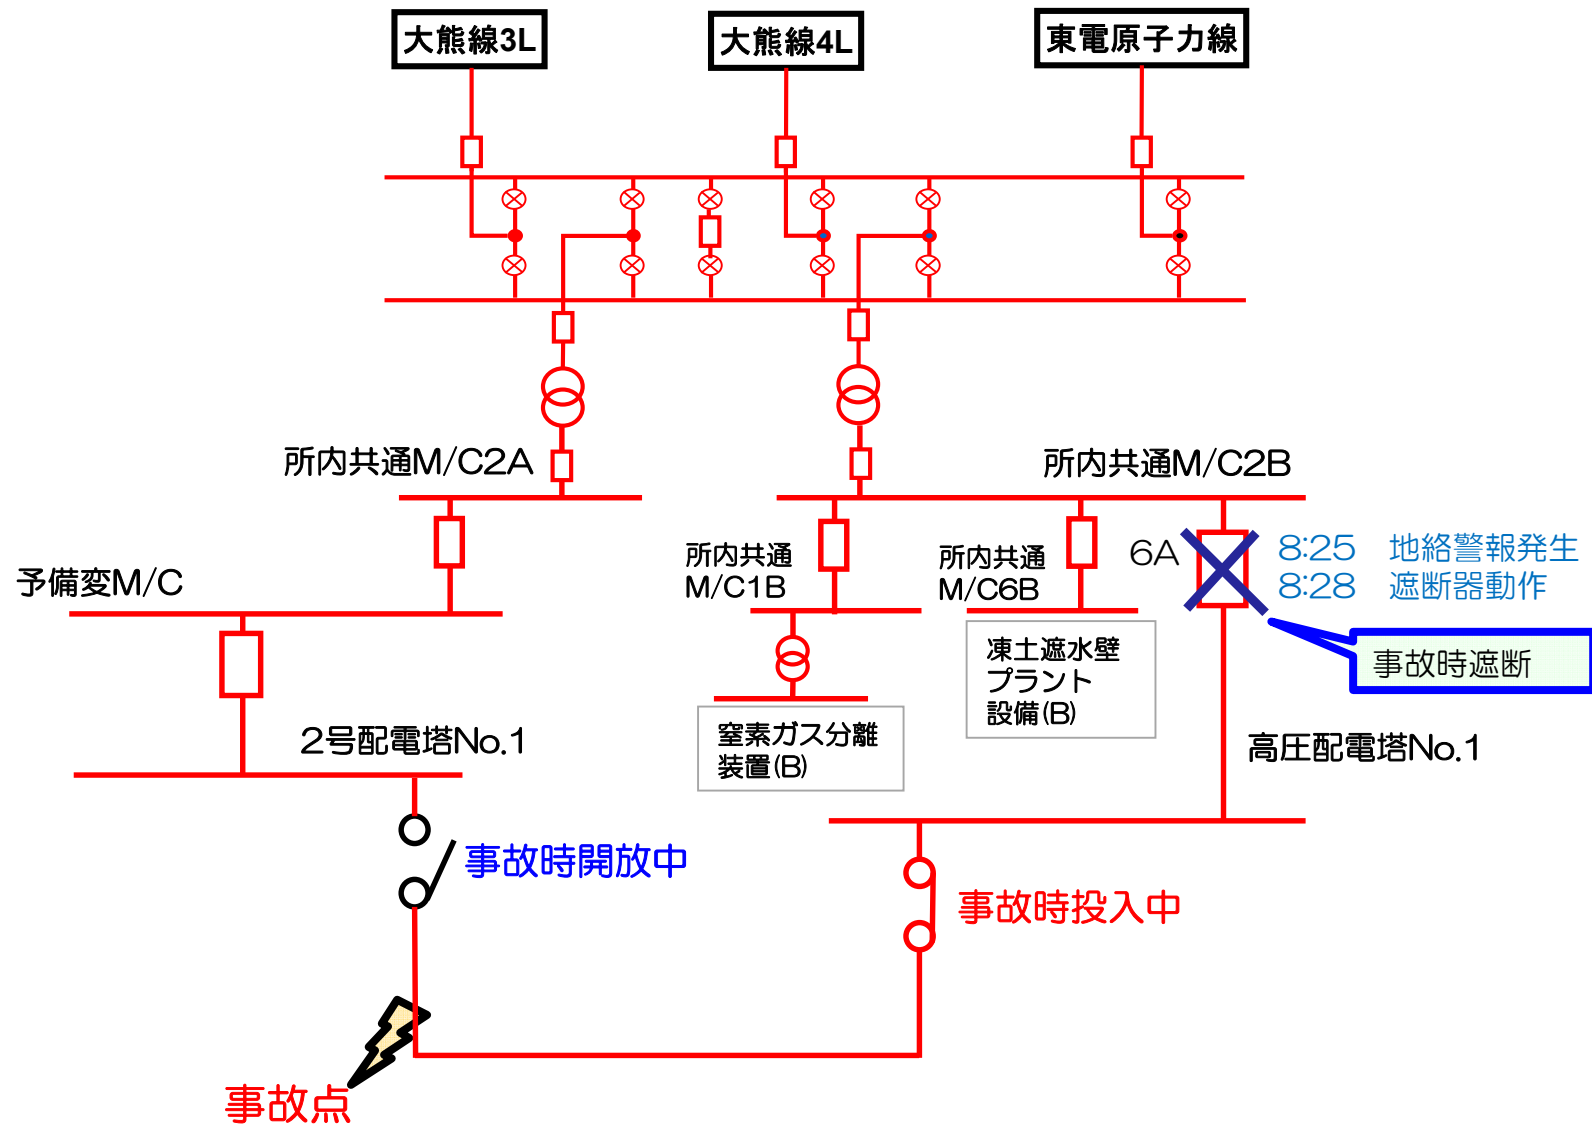 大熊線3L
大熊線4L
東電原子力線
所内共通M/C2A
所内共通M/C2B
予備変M/C
所内共通
M/C1B
所内共通
M/C6B
6A
8:25 地絡警報発生
8:28 遮断器動作
事故時遮断
凍土遮水壁
プラント
設備(B)
窒素ガス分離
装置(B)
2号配電塔No.1
高圧配電塔No.1
事故時開放中
事故時投入中
事故点